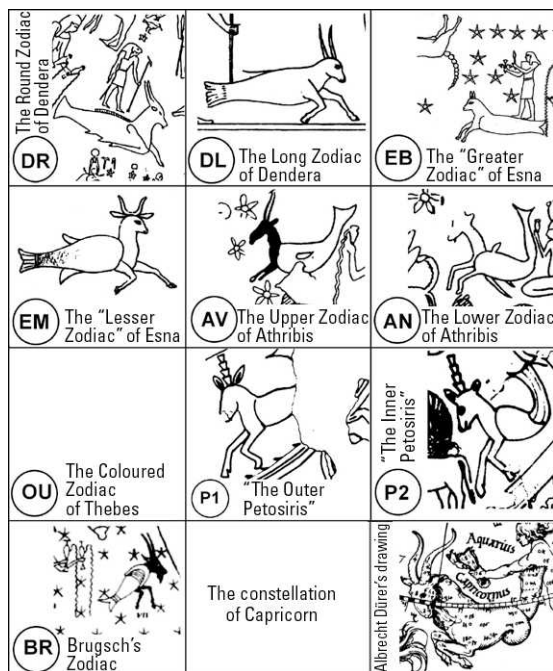 The Round Zodiac
of Dendera
DR
DL
The Long Zodiac
of Dendera
EB
The “Greater
Zodiac” of Esna
EM
The “Lesser
Zodiac” of Esna
AV
The Upper Zodiac
of Athribis
AN
The Lower Zodiac
of Athribis
OU
The Coloured
Zodiac
of Thebes
P1
“The Outer
Petosiris”
“The Inner
Petosiris”
P2
BR
Brugsch's
Zodiac
The constellation
of Capricorn
Albrecht Dürer's drawing
Aquarius
Capricornus